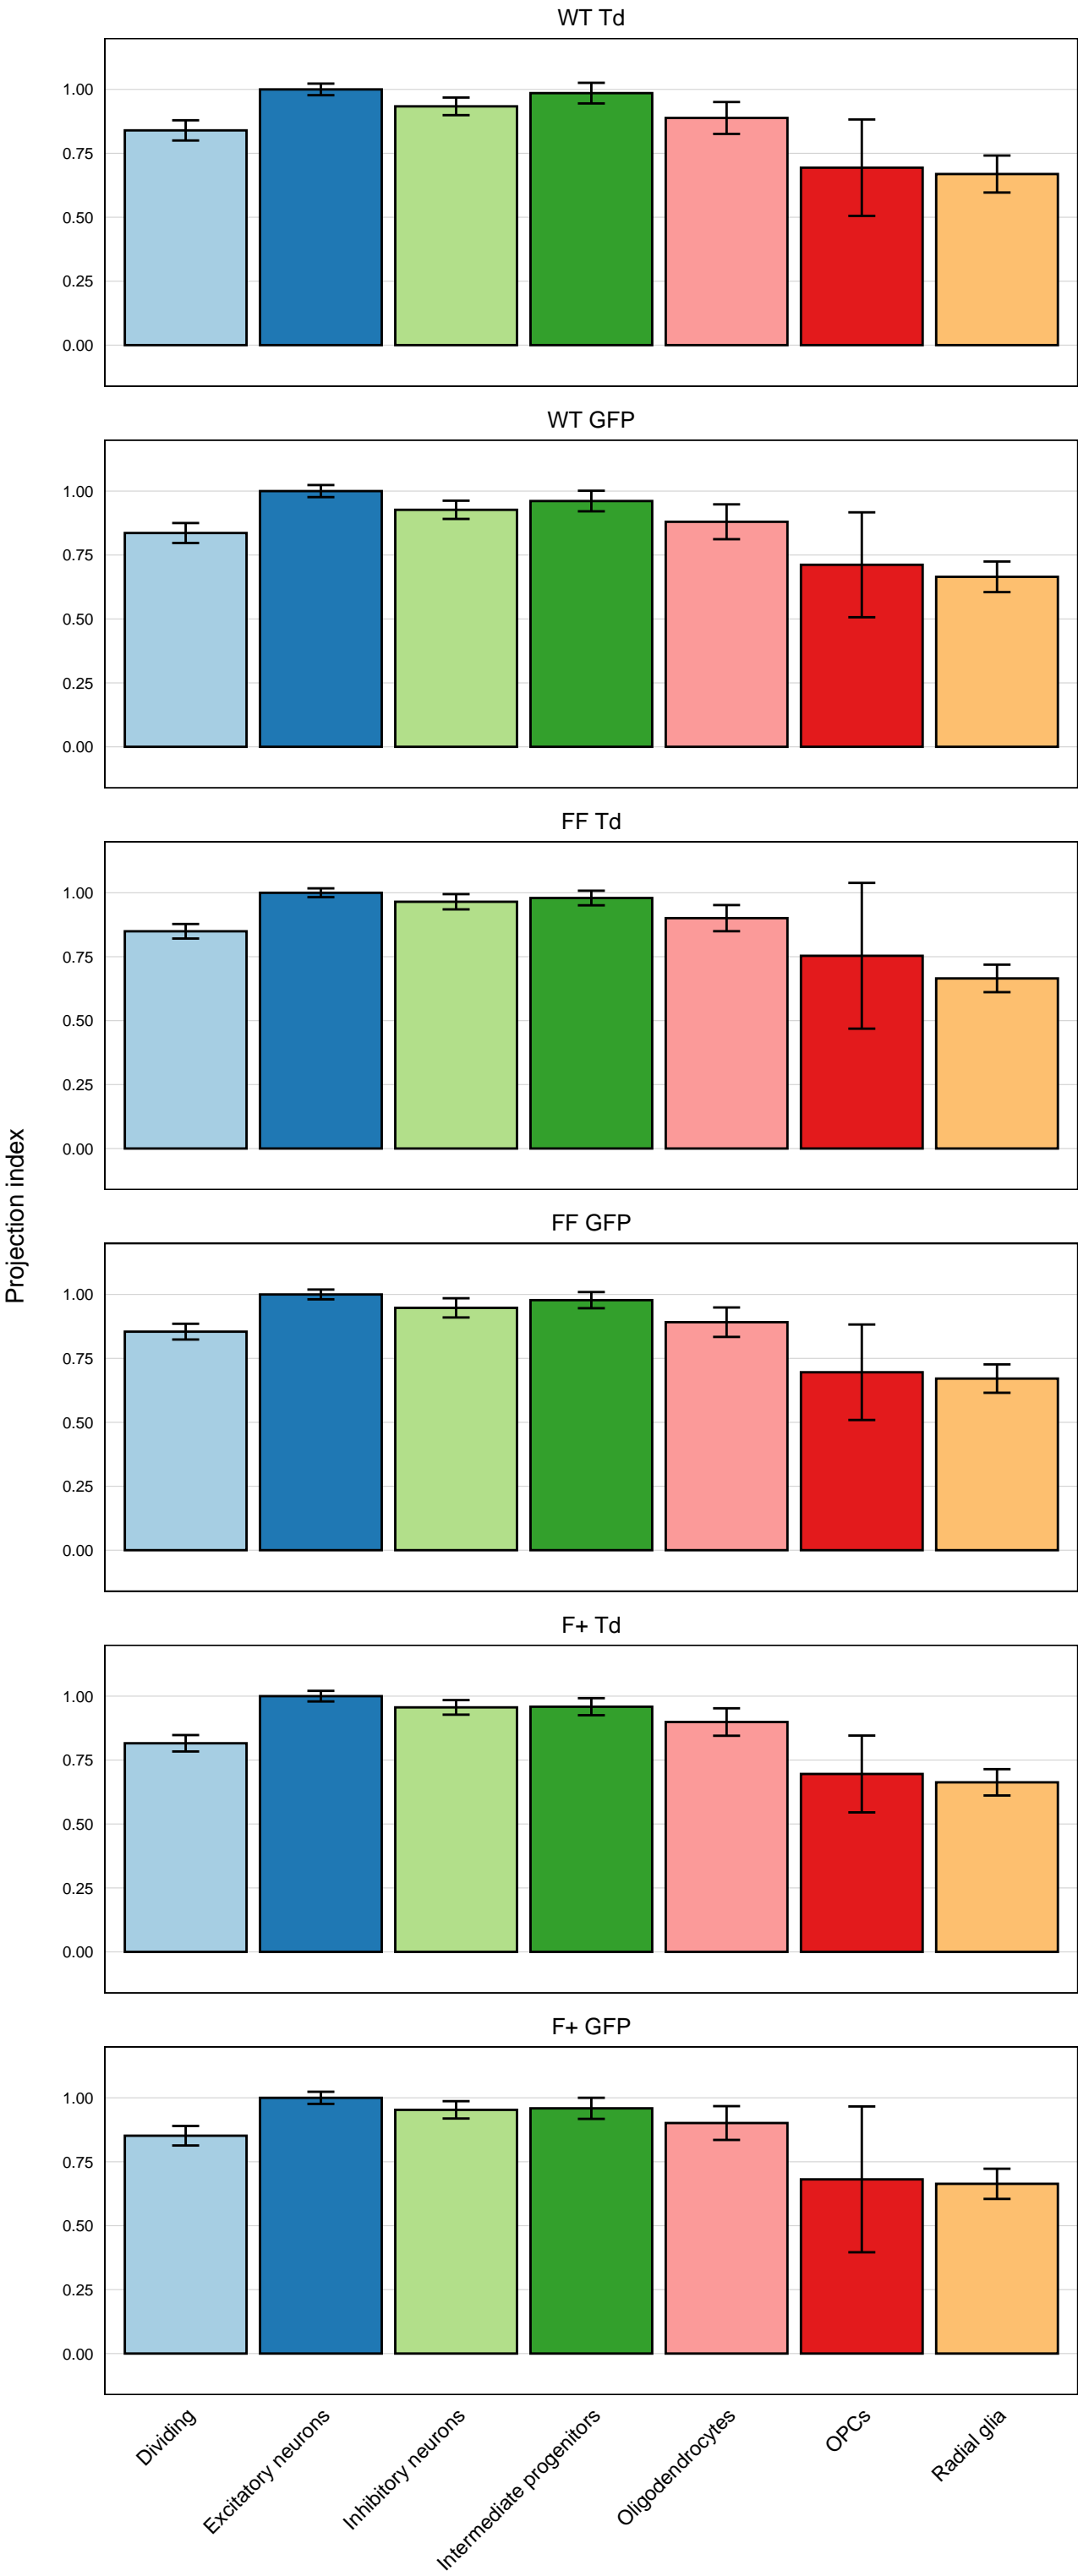 WT Td
1.00
0.75
0.50
0.25
0.00
WT GFP
1.00
0.75
0.50
0.25
0.00
FF Td
1.00
0.75
0.50
0.25
0.00
Projection index
FF GFP
1.00
0.75
0.50
0.25
0.00
F+ Td
1.00
0.75
0.50
0.25
0.00
F+ GFP
1.00
0.75
0.50
0.25
0.00
Dividing
Excitatory neurons
Inhibitory neurons
Intermediate progenitors
Oligodendrocytes
OPCs
Radial glia